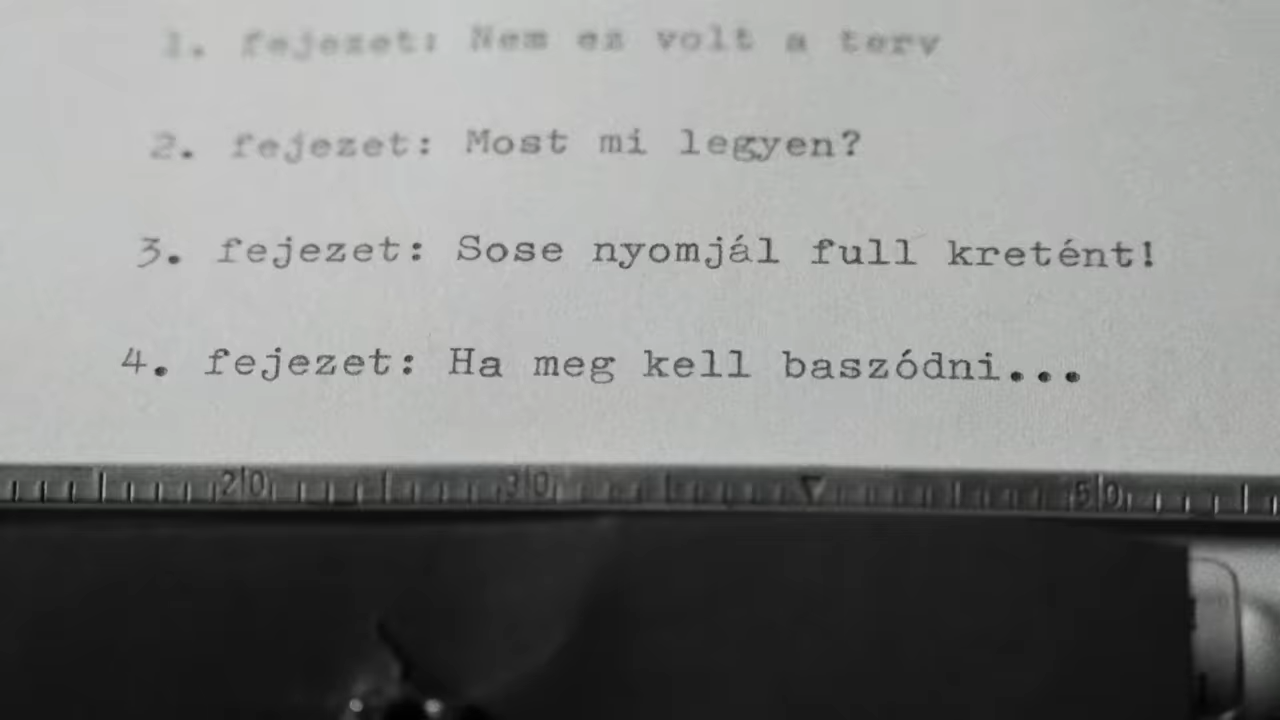 1. fejezet: Nem ez volt a terv
2. fejezet: Most mi legyen?
3. fejezet: Sose nyomjál full kretént!
4. fejezet: Ha meg kell baszódni...
20 30 50